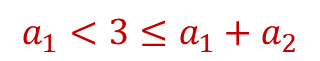 a₁ < 3 ≤ a₁ + a₂